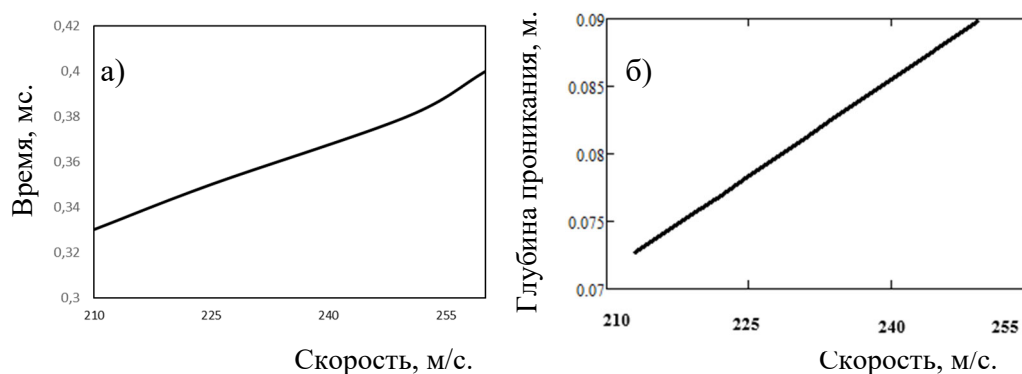 а)
Время, мс.
0,42
0,4
0,38
0,36
0,34
0,32
0,3
210 225 240 255
Скорость, м/с.
б)
Глубина проникания, м.
0.09
0.085
0.08
0.075
0.07
210 225 240 255
Скорость, м/с.